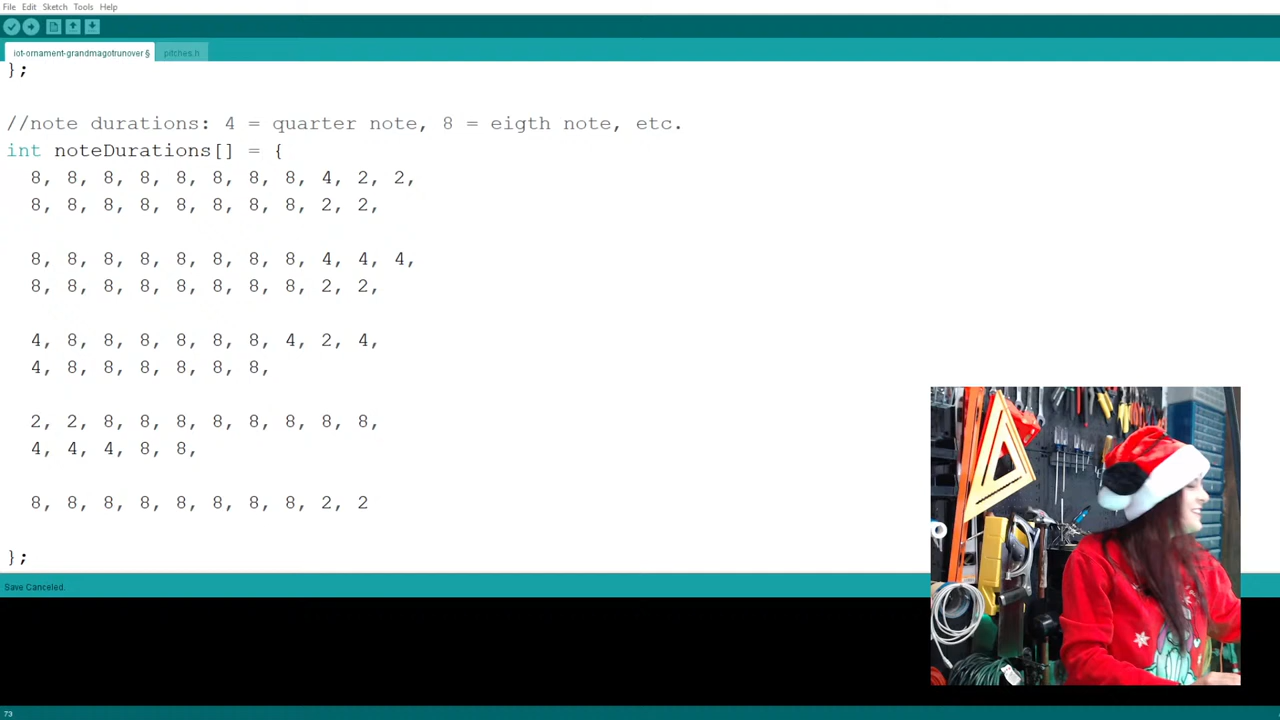 File Edit Sketch Tools Help
iot-ornament-grandmagotrunover § pitches.h
};
//note durations: 4 = quarter note, 8 = eigth note, etc.
int noteDurations[] = {
8, 8, 8, 8, 8, 8, 8, 8, 4, 2, 2,
8, 8, 8, 8, 8, 8, 8, 8, 2, 2,
8, 8, 8, 8, 8, 8, 8, 8, 4, 4, 4,
8, 8, 8, 8, 8, 8, 8, 8, 2, 2,
4, 8, 8, 8, 8, 8, 8, 4, 2, 4,
4, 8, 8, 8, 8, 8, 8,
2, 2, 8, 8, 8, 8, 8, 8, 8, 8,
4, 4, 4, 8, 8,
8, 8, 8, 8, 8, 8, 8, 8, 2, 2
};
Save Canceled.
73